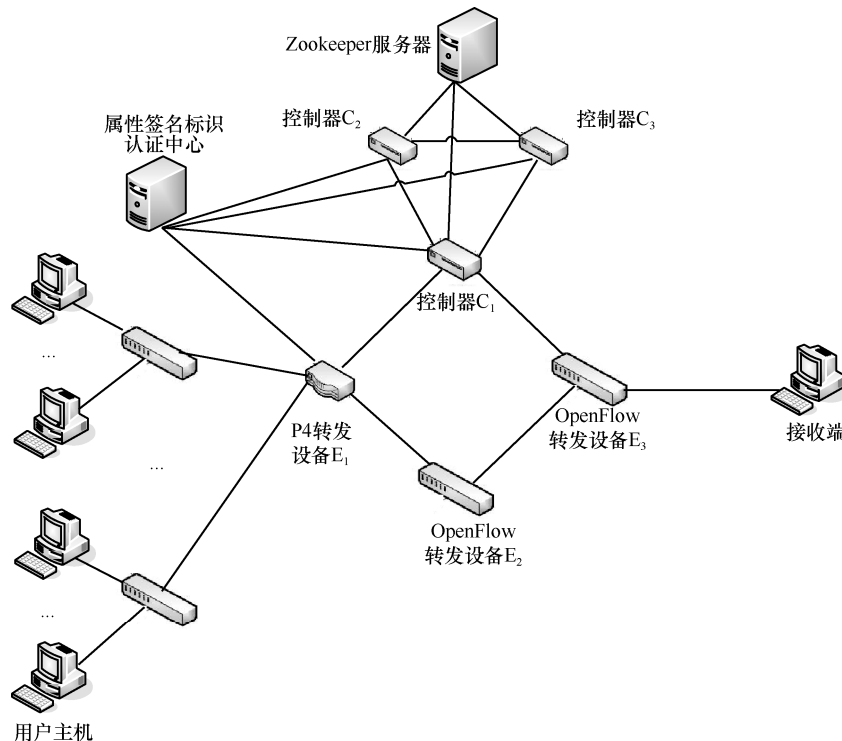 Zookeeper服务器
控制器C₂
控制器C₃
属性签名标识
认证中心
控制器C₁
...
P4转发
设备E₁
OpenFlow
转发设备E₃
接收端
...
OpenFlow
转发设备E₂
...
用户主机